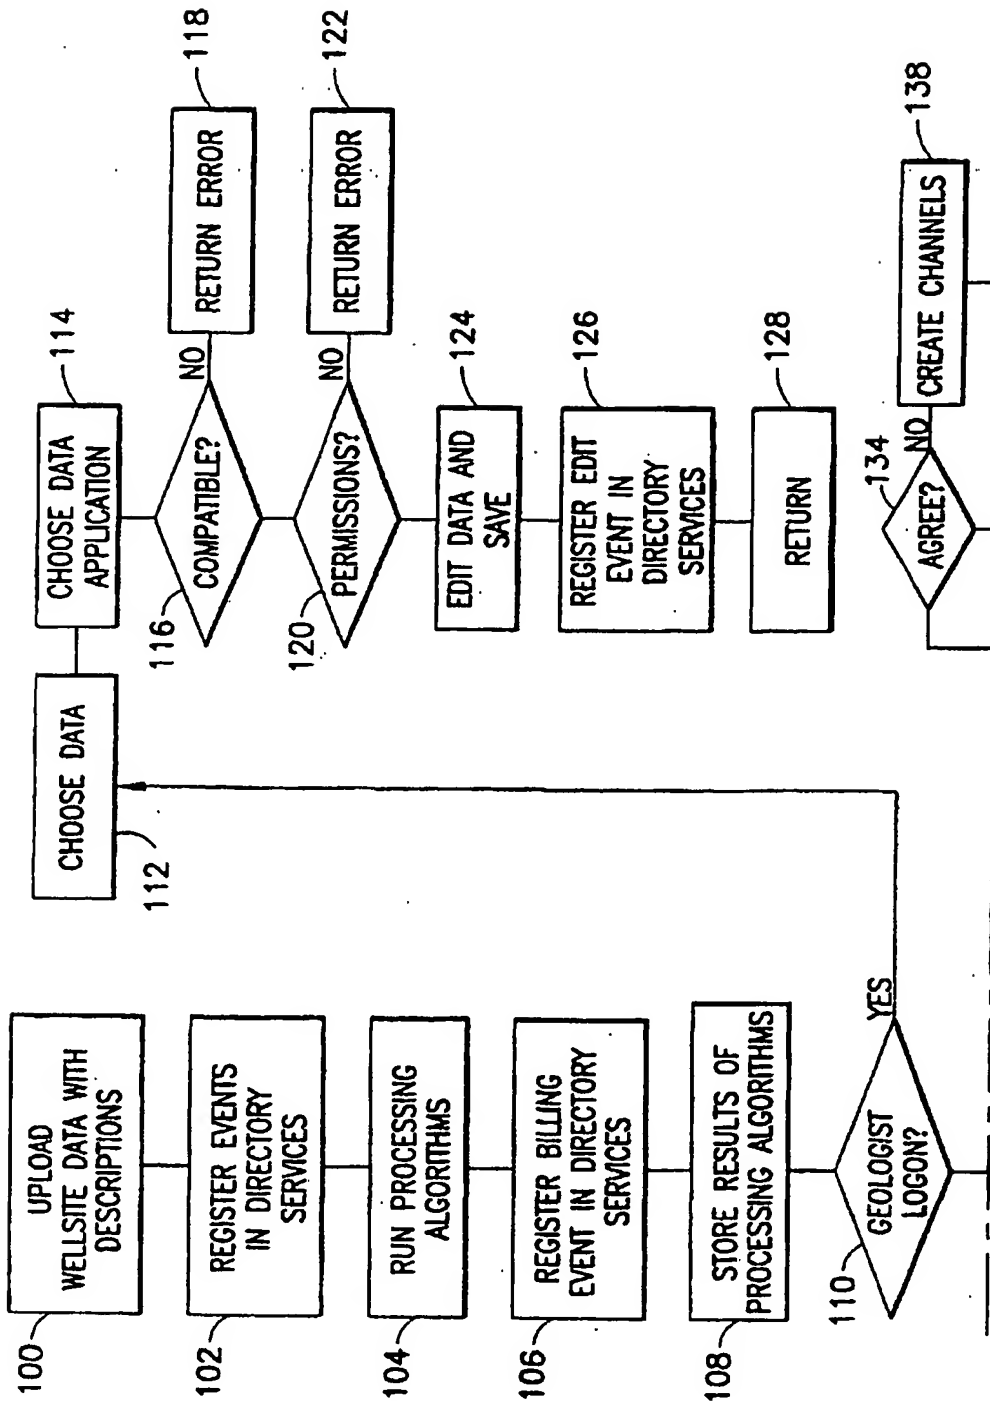 100
UPLOAD
WELLSITE DATA WITH
DESCRIPTIONS
102
REGISTER EVENTS
IN DIRECTORY
SERVICES
104
RUN PROCESSING
ALGORITHMS
106
REGISTER BILLING
EVENT IN DIRECTORY
SERVICES
108
STORE RESULTS OF
PROCESSING ALGORITHMS
110
GEOLOGIST
LOGON?
YES
CHOOSE DATA
112
CHOOSE DATA
APPLICATION
114
116
COMPATIBLE?
NO
RETURN ERROR
118
120
PERMISSIONS?
NO
RETURN ERROR
122
EDIT DATA AND
SAVE
124
REGISTER EDIT
EVENT IN
DIRECTORY
SERVICES
126
RETURN
128
AGREE?
134
NO
CREATE CHANNELS
138